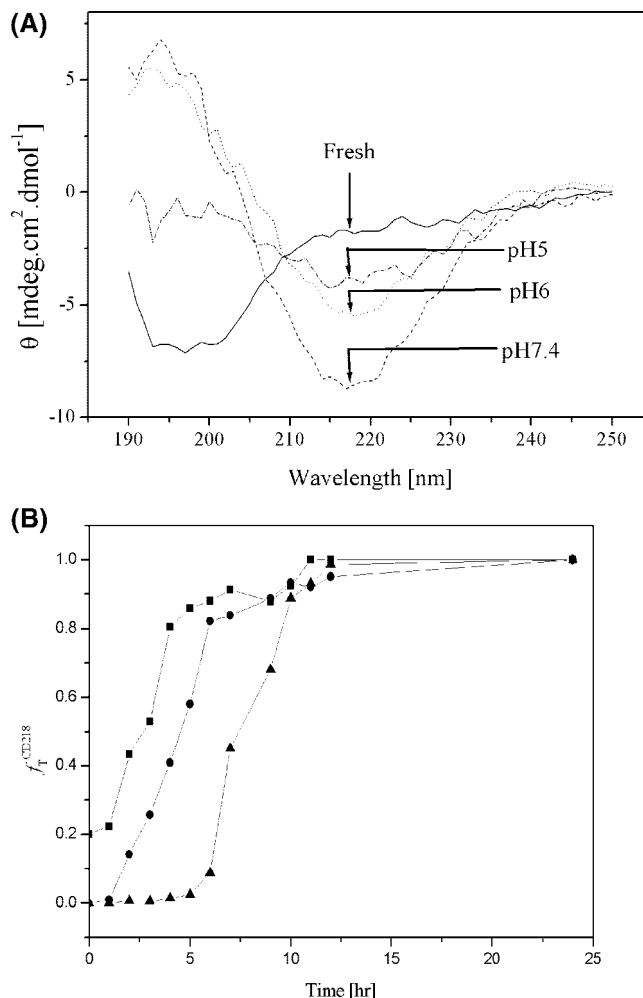 (A)
θ [mdeg.cm².dmol⁻¹]
5
0
-5
-10
Fresh
pH5
pH6
pH7.4
190 200 210 220 230 240 250
Wavelength [nm]
(B)
f_T^CD218
1.0
0.8
0.6
0.4
0.2
0.0
0 5 10 15 20 25
Time [hr]